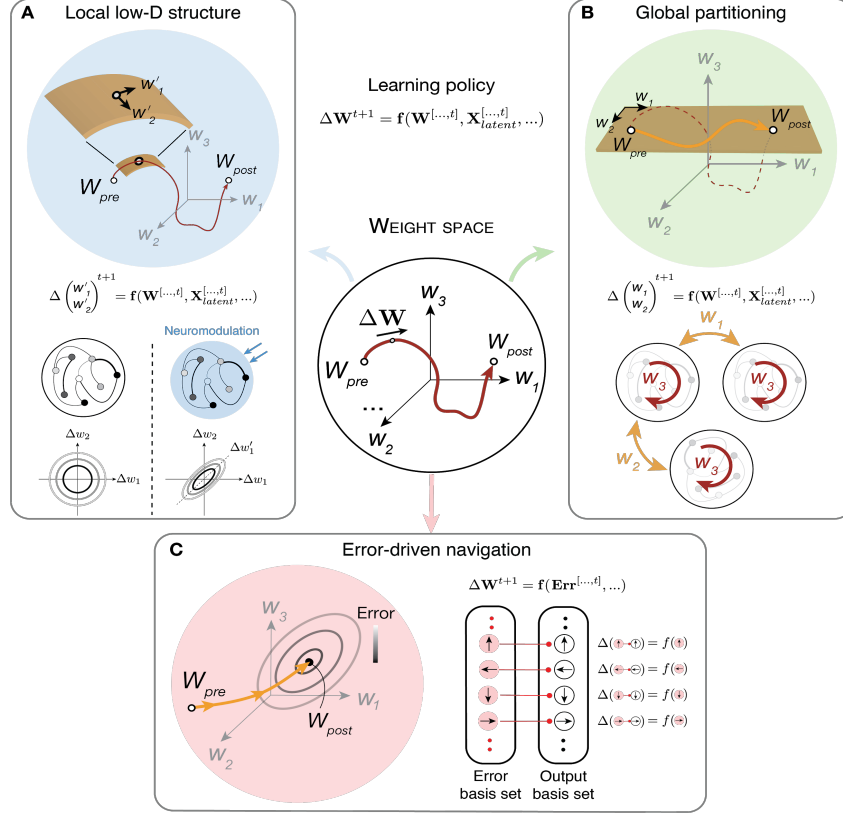 A Local low-D structure
W'1
W'2
W3
Wpre
Wpost
W1
W2
Δ (W'1 W'2)^t+1 = f(W^[...,t], X^[...,t]_latent, ...)
Neuromodulation
Δw2
Δw1
Δw2
Δw'1
Δw1
Learning policy
ΔW^t+1 = f(W^[...,t], X^[...,t]_latent, ...)
WEIGHT SPACE
W3
ΔW
Wpre
Wpost
W1
...
W2
B Global partitioning
W3
W1
W2
Wpre
Wpost
W1
W2
Δ (W1 W2)^t+1 = f(W^[...,t], X^[...,t]_latent, ...)
W1
W3
W3
W2
W3
C Error-driven navigation
W3
Error
Wpre
W1
Wpost
W2
ΔW^t+1 = f(Err^[...,t], ...)
Δ(↑ ↑) = f(↑)
Δ(← ←) = f(←)
Δ(↓ ↓) = f(↓)
Δ(→ →) = f(→)
Error
basis set
Output
basis set